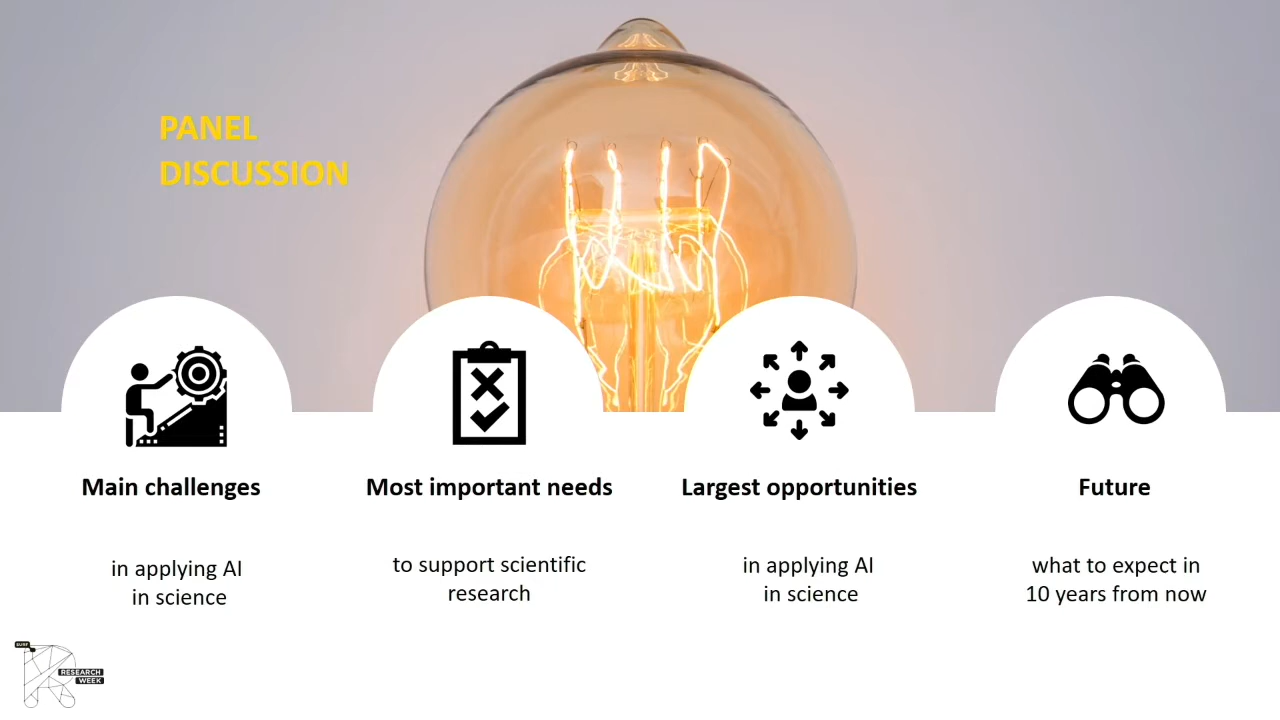 PANEL
DISCUSSION
Main challenges
in applying AI
in science
Most important needs
to support scientific
research
Largest opportunities
in applying AI
in science
Future
what to expect in
10 years from now
SURF
RESEARCH
WEEK